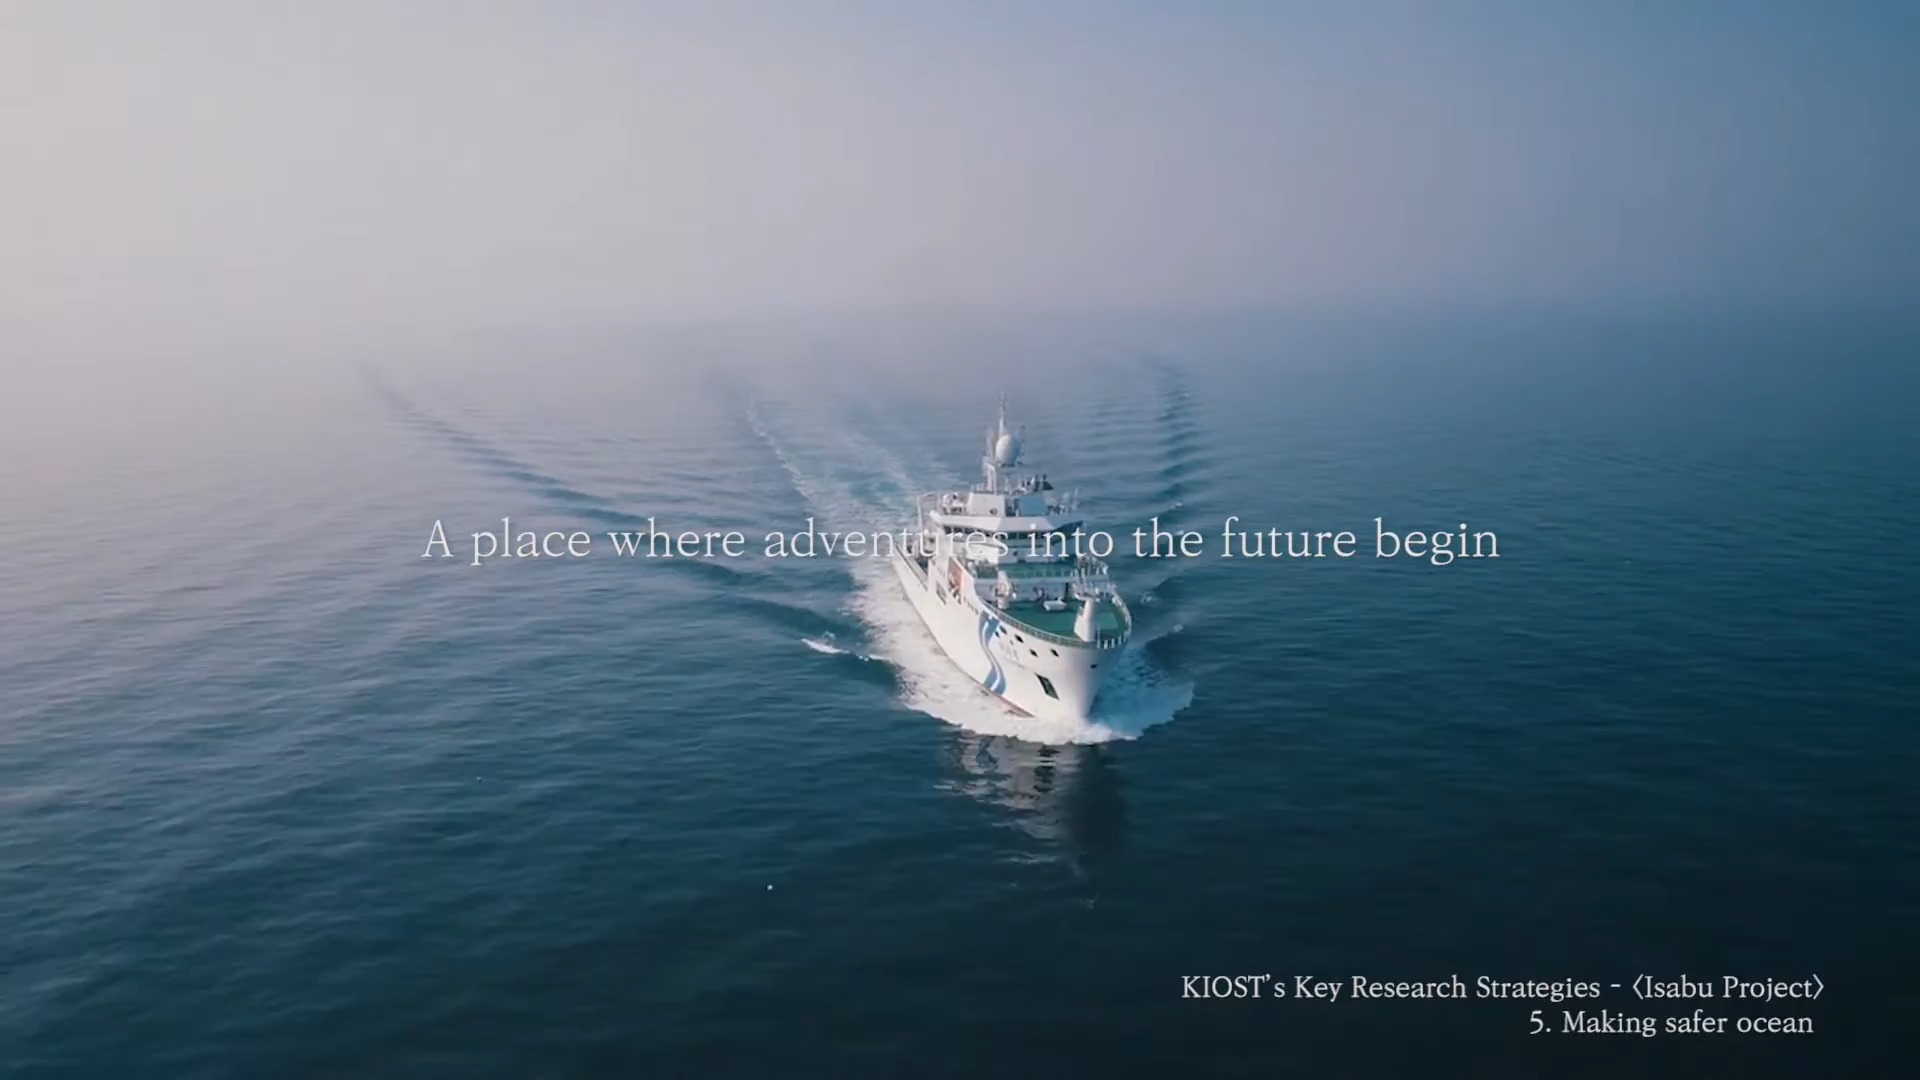 A place where adventures into the future begin
KIOST's Key Research Strategies - 〈Isabu Project〉
5. Making safer ocean